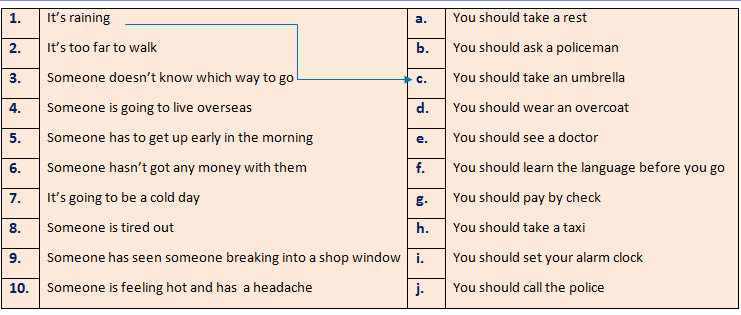 1. It's raining a. You should take a rest
2. It's too far to walk b. You should ask a policeman
3. Someone doesn't know which way to go c. You should take an umbrella
4. Someone is going to live overseas d. You should wear an overcoat
5. Someone has to get up early in the morning e. You should see a doctor
6. Someone hasn't got any money with them f. You should learn the language before you go
7. It's going to be a cold day g. You should pay by check
8. Someone is tired out h. You should take a taxi
9. Someone has seen someone breaking into a shop window i. You should set your alarm clock
10. Someone is feeling hot and has a headache j. You should call the police